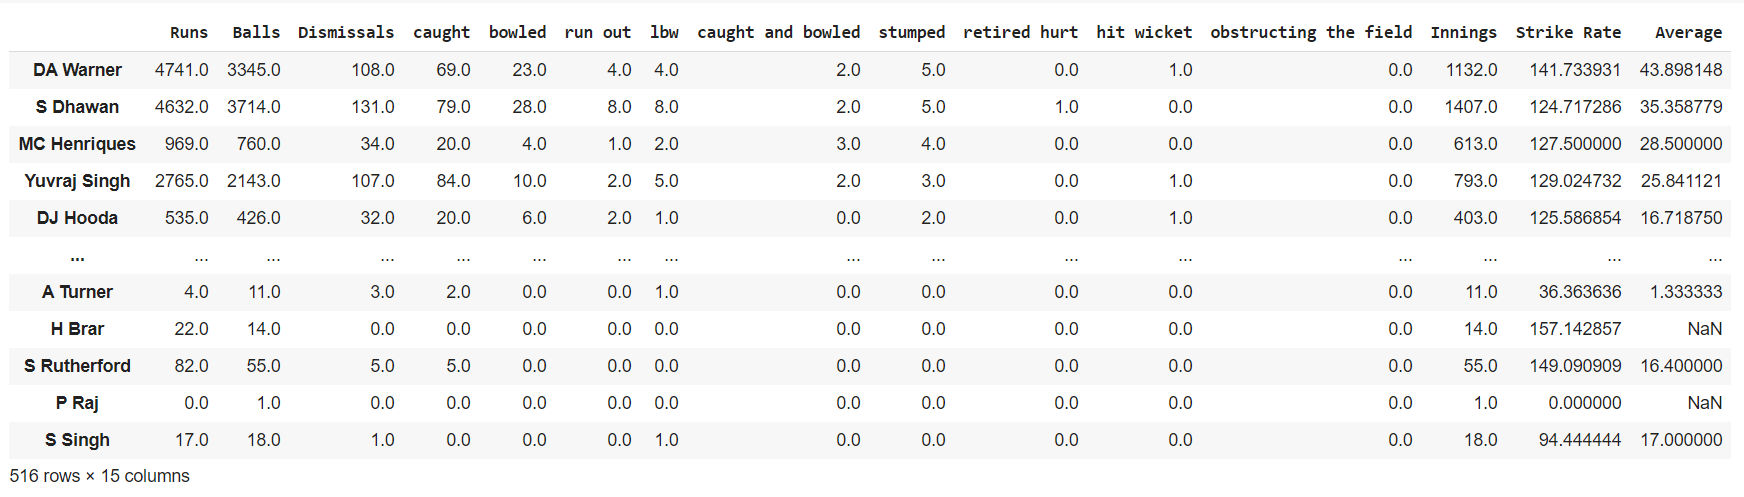 Runs Balls Dismissals caught bowled run out lbw caught and bowled stumped retired hurt hit wicket obstructing the field Innings Strike Rate Average
DA Warner 4741.0 3345.0 108.0 69.0 23.0 4.0 4.0 2.0 5.0 0.0 1.0 0.0 1132.0 141.733931 43.898148
S Dhawan 4632.0 3714.0 131.0 79.0 28.0 8.0 8.0 2.0 5.0 1.0 0.0 0.0 1407.0 124.717286 35.358779
MC Henriques 969.0 760.0 34.0 20.0 4.0 1.0 2.0 3.0 4.0 0.0 0.0 0.0 613.0 127.500000 28.500000
Yuvraj Singh 2765.0 2143.0 107.0 84.0 10.0 2.0 5.0 2.0 3.0 0.0 1.0 0.0 793.0 129.024732 25.841121
DJ Hooda 535.0 426.0 32.0 20.0 6.0 2.0 1.0 0.0 2.0 0.0 1.0 0.0 403.0 125.586854 16.718750
... ... ... ... ... ... ... ... ... ... ... ... ... ... ... ...
A Turner 4.0 11.0 3.0 2.0 0.0 0.0 1.0 0.0 0.0 0.0 0.0 0.0 11.0 36.363636 1.333333
H Brar 22.0 14.0 0.0 0.0 0.0 0.0 0.0 0.0 0.0 0.0 0.0 0.0 14.0 157.142857 NaN
S Rutherford 82.0 55.0 5.0 5.0 0.0 0.0 0.0 0.0 0.0 0.0 0.0 0.0 55.0 149.090909 16.400000
P Raj 0.0 1.0 0.0 0.0 0.0 0.0 0.0 0.0 0.0 0.0 0.0 0.0 1.0 0.000000 NaN
S Singh 17.0 18.0 1.0 0.0 0.0 0.0 1.0 0.0 0.0 0.0 0.0 0.0 18.0 94.444444 17.000000
516 rows × 15 columns